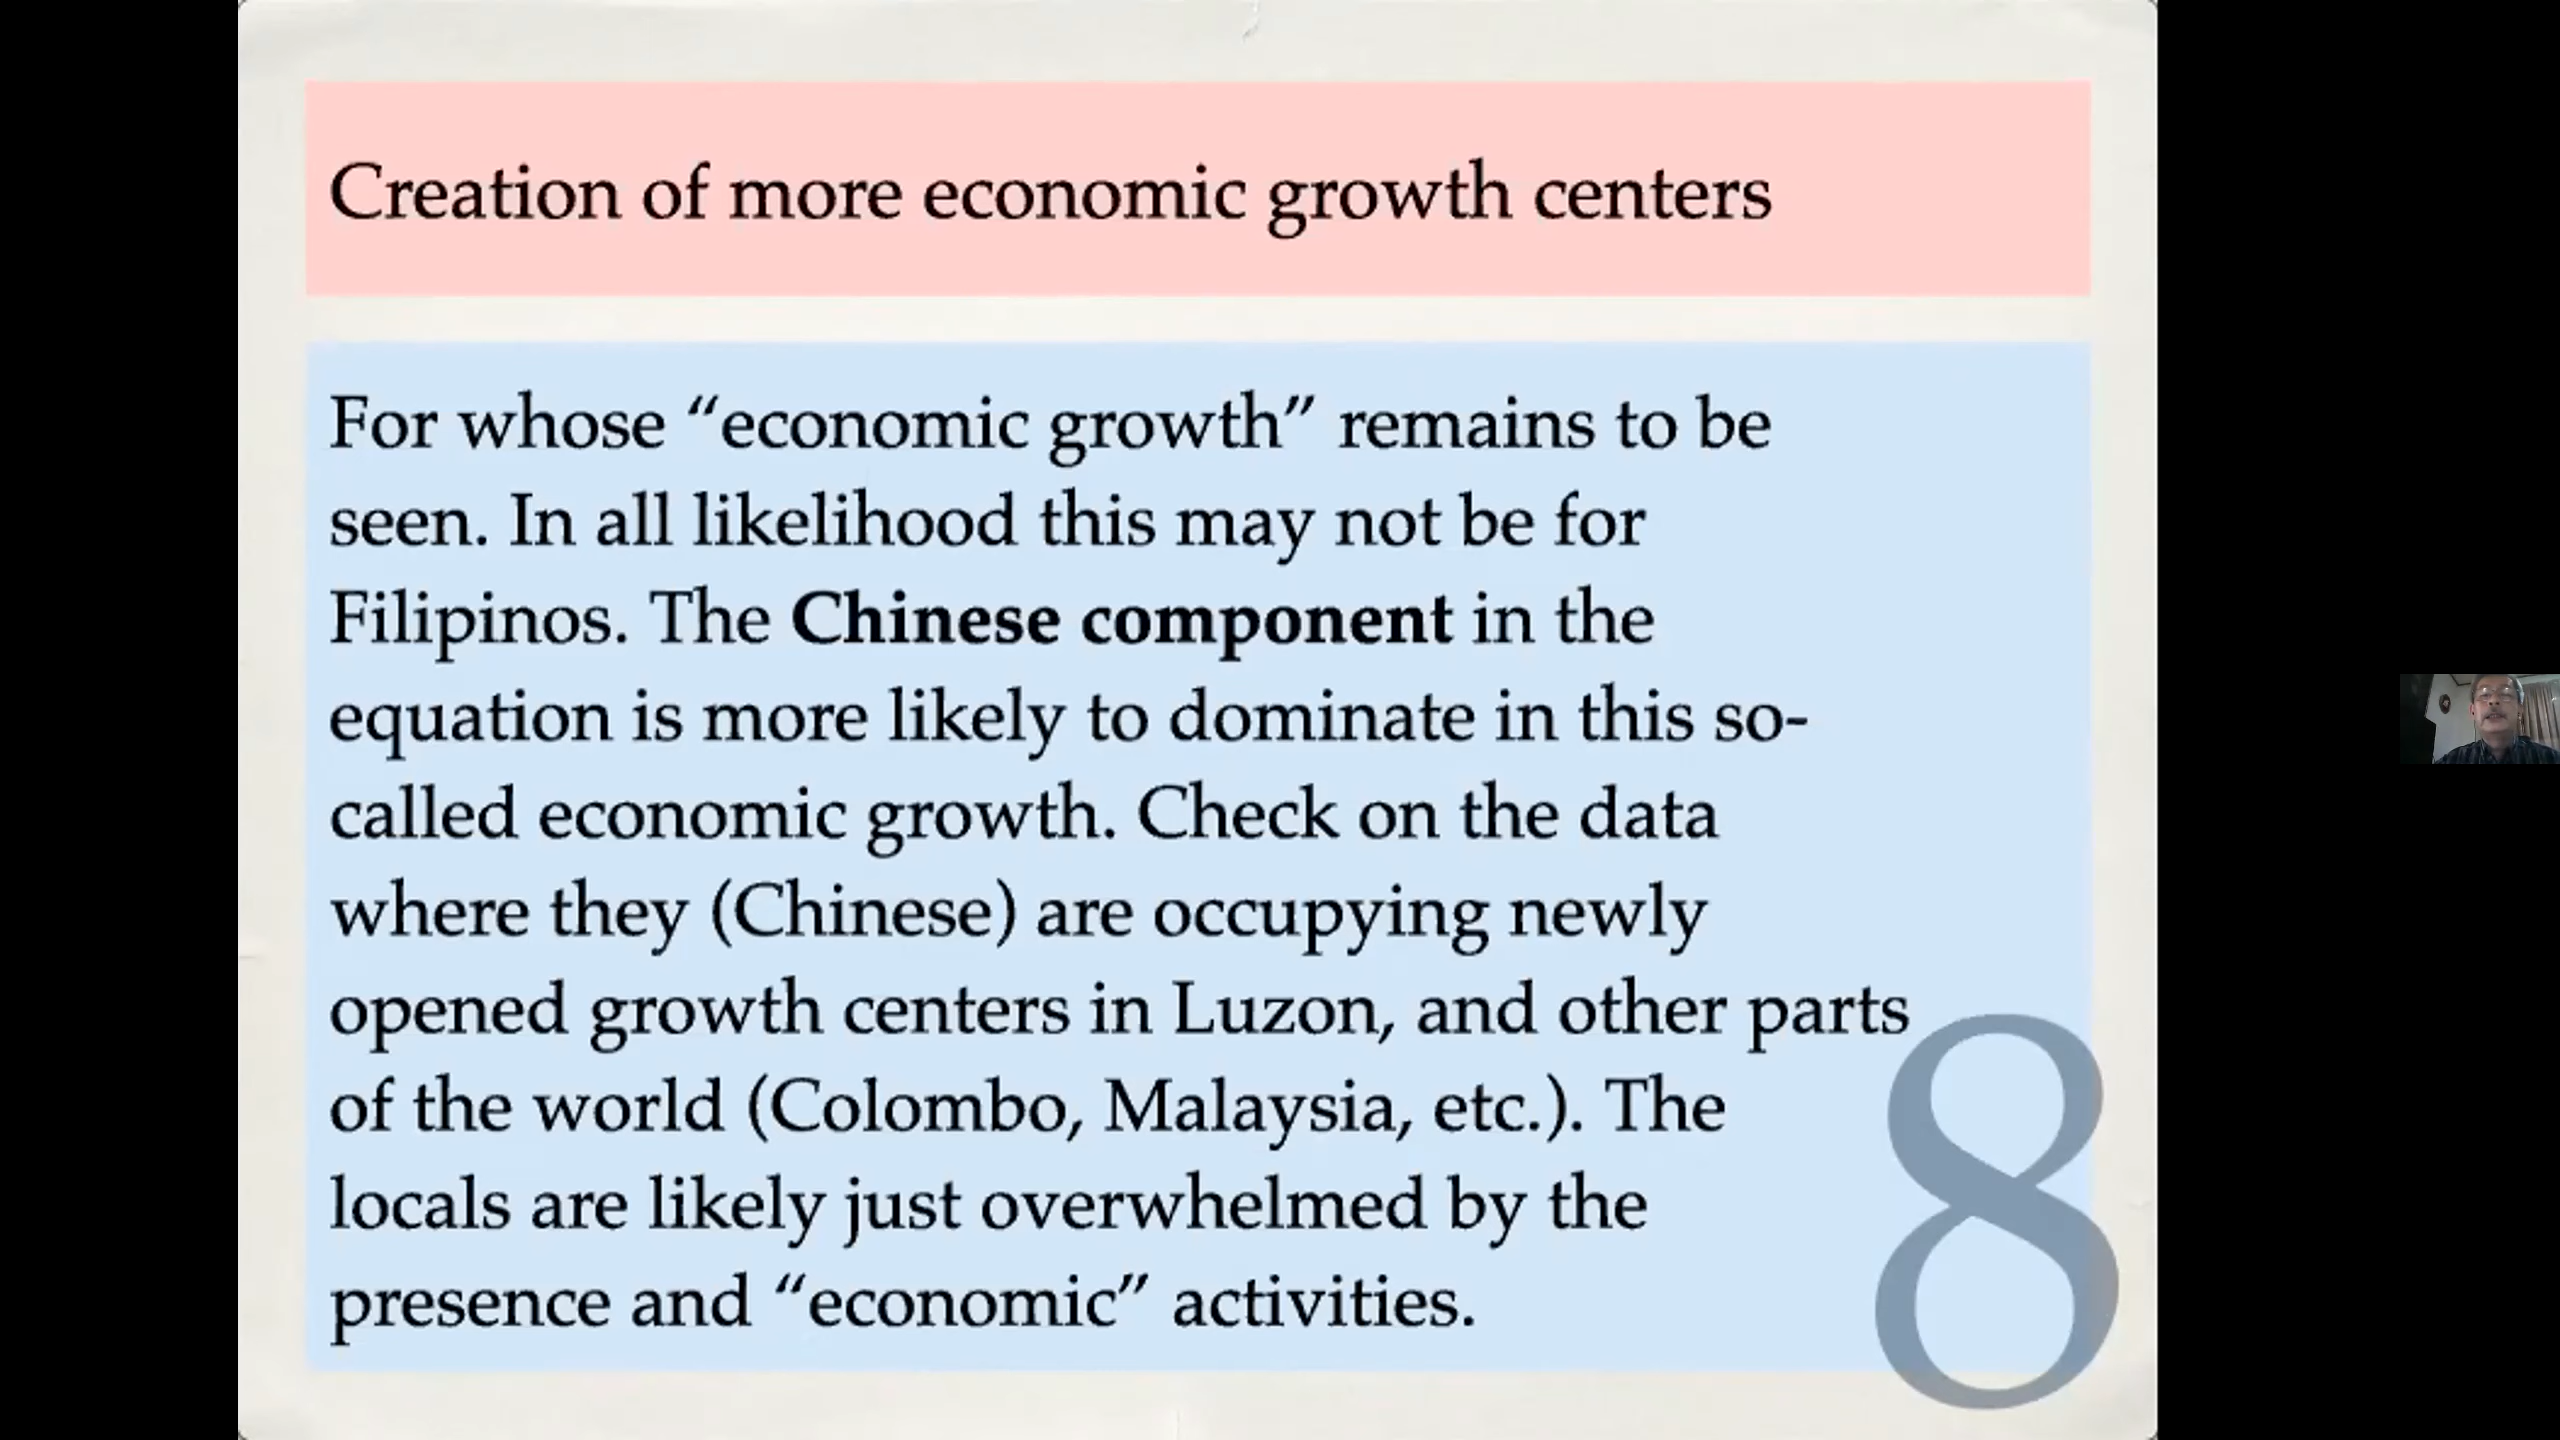 Creation of more economic growth centers
For whose “economic growth” remains to be
seen. In all likelihood this may not be for
Filipinos. The Chinese component in the
equation is more likely to dominate in this so-
called economic growth. Check on the data
where they (Chinese) are occupying newly
opened growth centers in Luzon, and other parts
of the world (Colombo, Malaysia, etc.). The
locals are likely just overwhelmed by the
presence and “economic” activities.
8